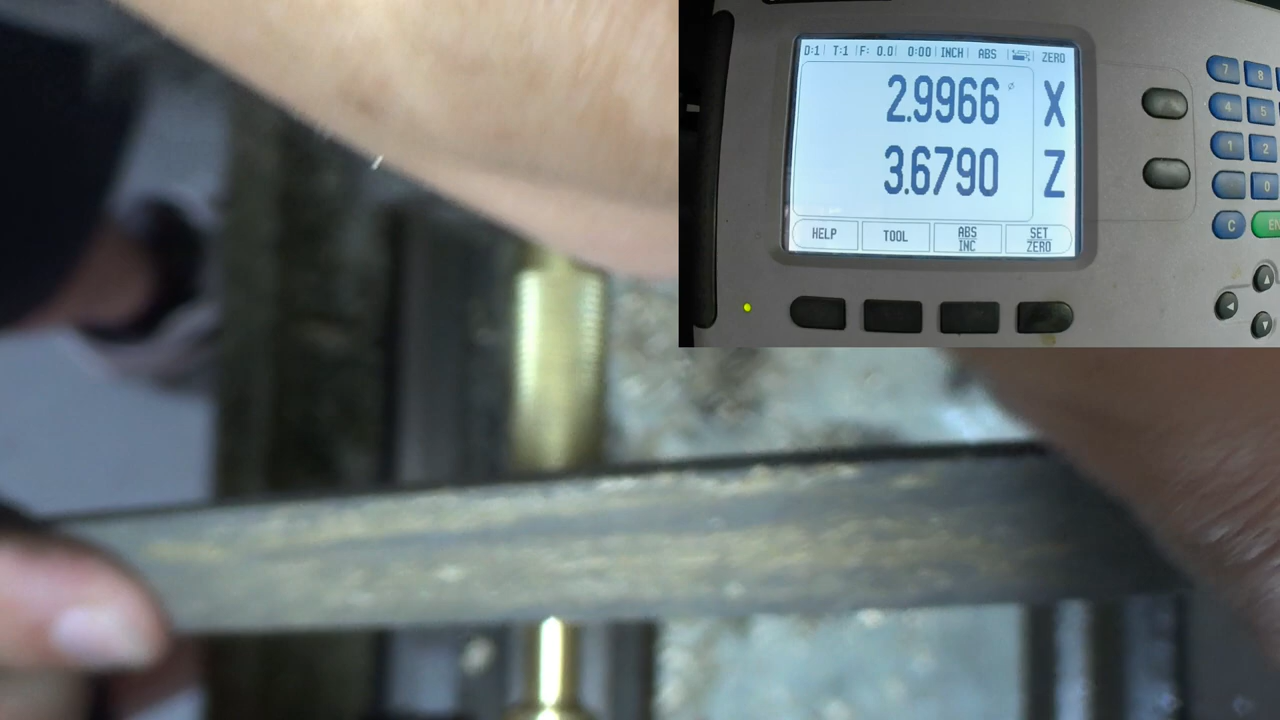 D:1 T:1 F: 0.0 0:00 INCH ABS ZERO
2.9966 ⌀ X
3.6790 Z
HELP TOOL ABS INC SET ZERO
7 8
4 5
1 2
0
C EN